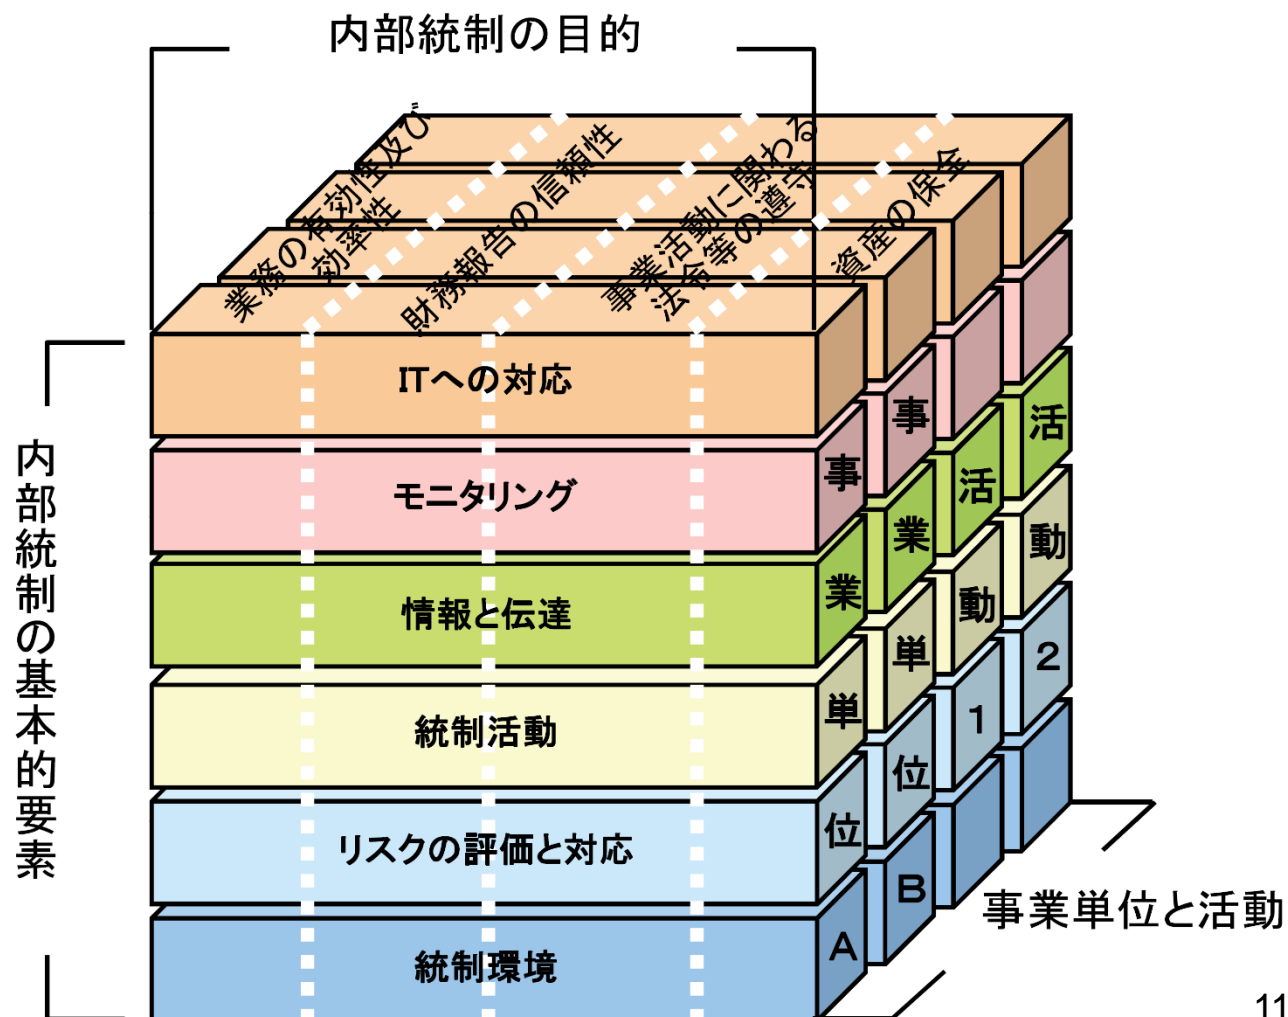 内部統制の目的
業務の有効性及び
効率性
財務報告の信頼性
事業活動に関わる
法令等の遵守
資産の保全
内部統制の基本的要素
ITへの対応
モニタリング
情報と伝達
統制活動
リスクの評価と対応
統制環境
事業単位A
事業単位B
活動1
活動2
事業単位と活動
11